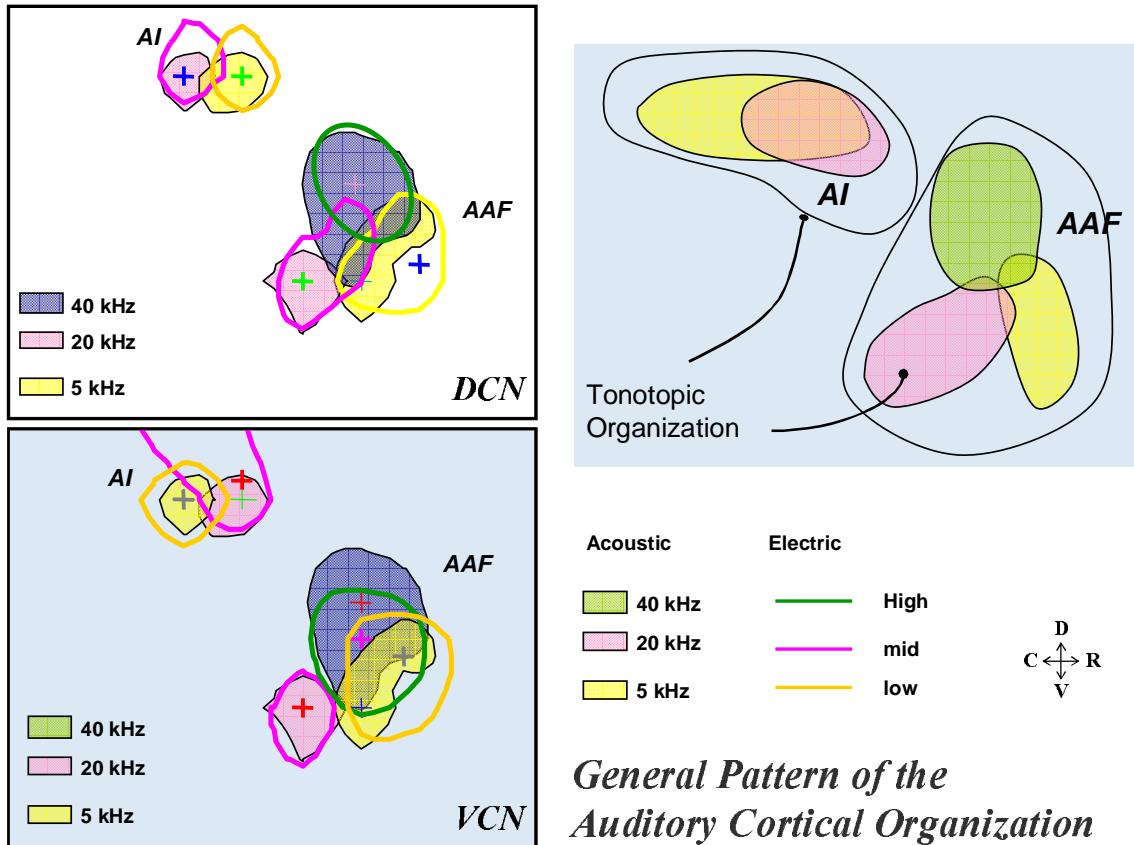 AI
AAF
40 kHz
20 kHz
5 kHz
DCN
AI
AAF
40 kHz
20 kHz
5 kHz
VCN
AI
AAF
Tonotopic
Organization
Acoustic Electric
40 kHz High
20 kHz mid
5 kHz low
D
C R
V
General Pattern of the
Auditory Cortical Organization